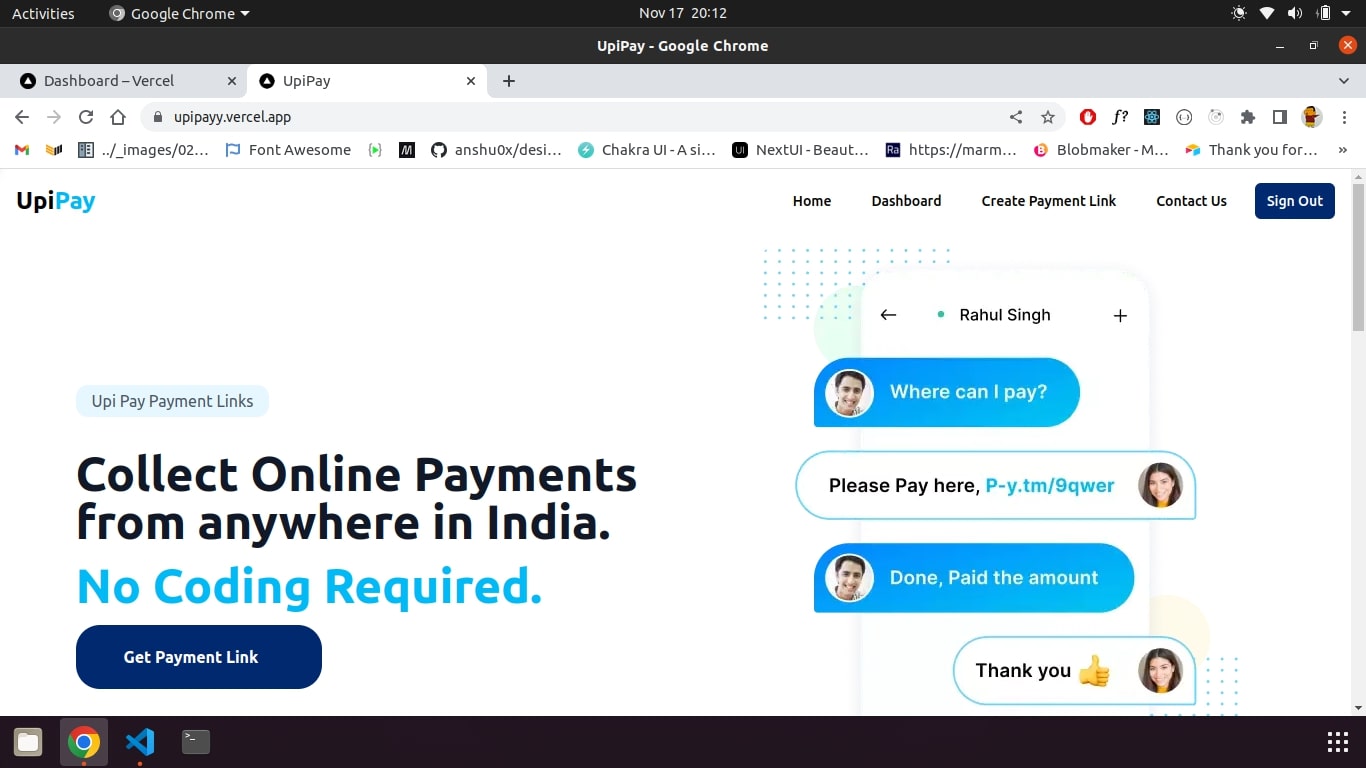 Activities
Google Chrome
Nov 17 20:12
UpiPay - Google Chrome
Dashboard – Vercel
UpiPay
upipayy.vercel.app
f?
../_images/02…
Font Awesome
M
anshu0x/desi…
Chakra UI - A si…
UI
NextUI - Beaut…
Ra
https://marm…
Blobmaker - M…
Thank you for…
»
UpiPay
Home
Dashboard
Create Payment Link
Contact Us
Sign Out
Rahul Singh
Where can I pay?
Upi Pay Payment Links
Collect Online Payments
from anywhere in India.
Please Pay here, P-y.tm/9qwer
No Coding Required.
Done, Paid the amount
Get Payment Link
Thank you 👍